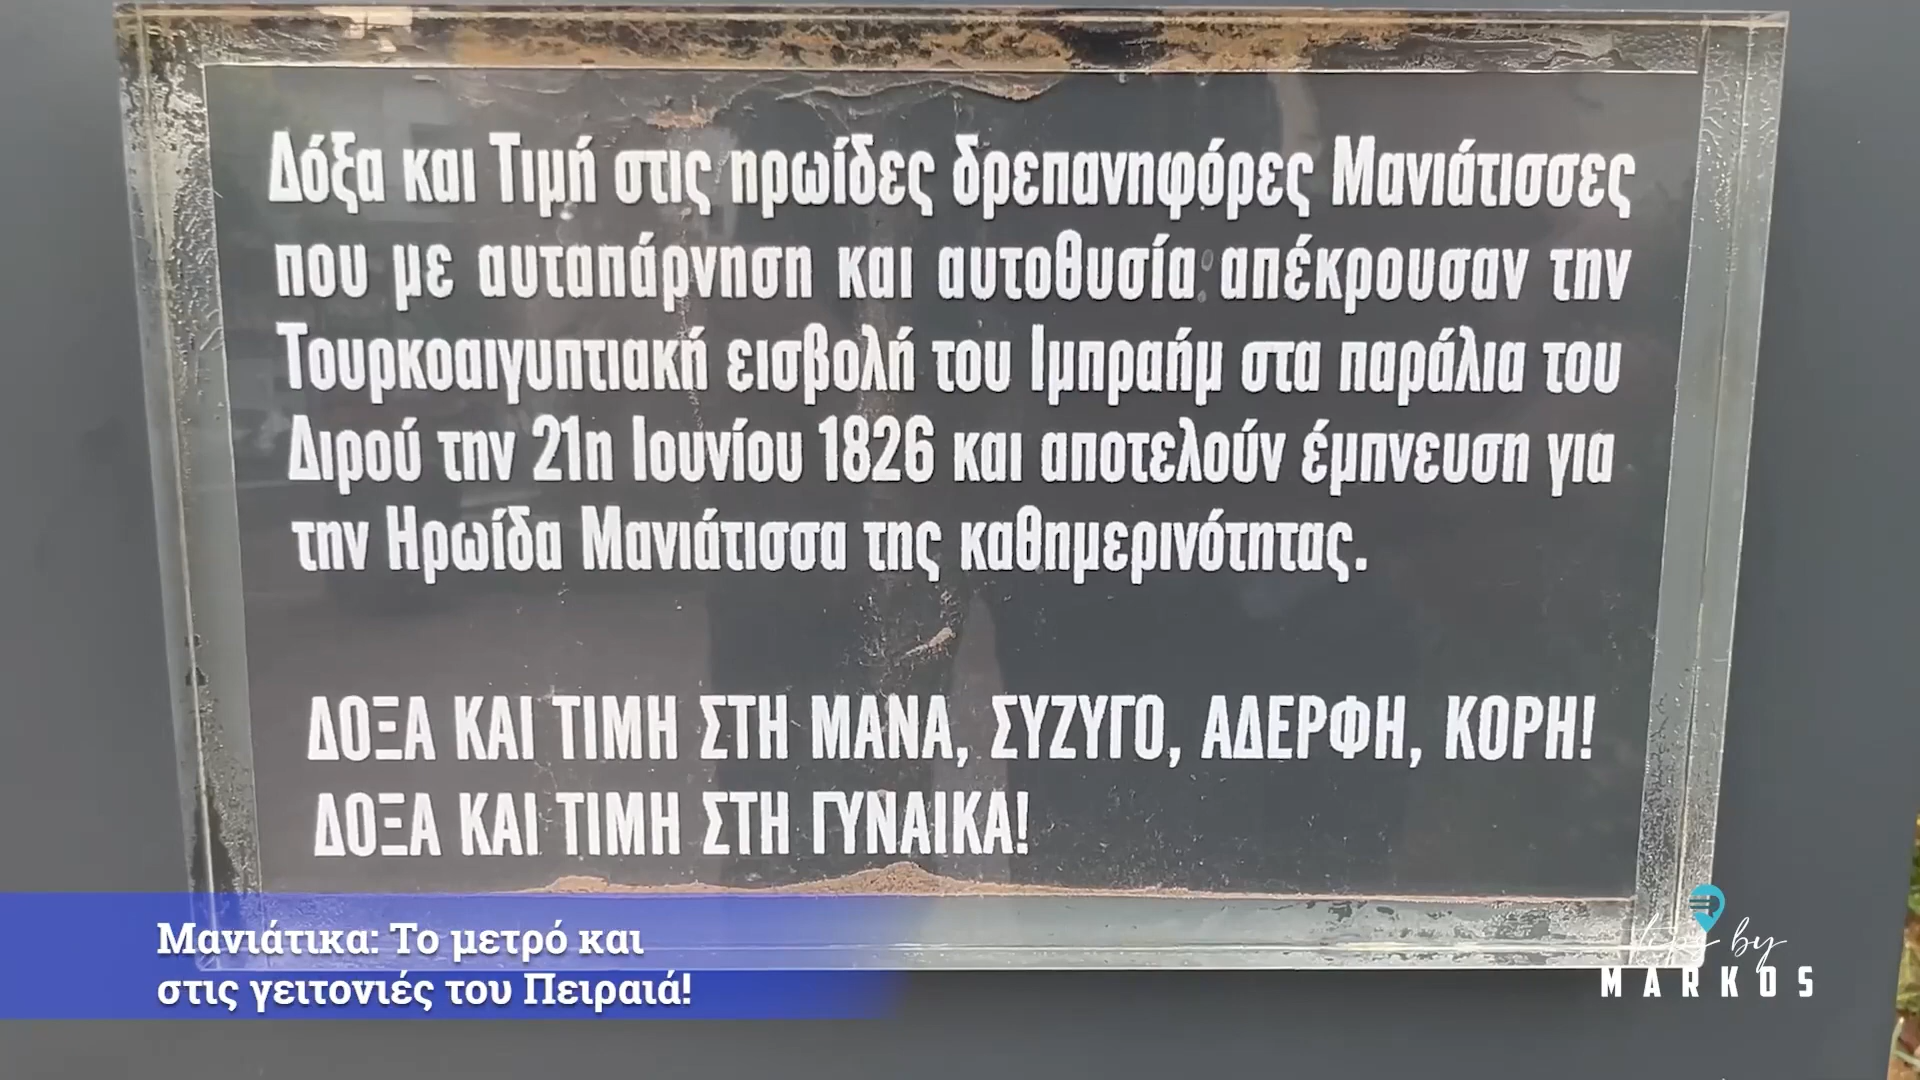 Δόξα και Τιμή στις ηρωίδες δρεπανηφόρες Μανιάτισσες
που με αυταπάρνηση και αυτοθυσία απέκρουσαν την
Τουρκοαιγυπτιακή εισβολή του Ιμπραήμ στα παράλια του
Διρού την 21η Ιουνίου 1826 και αποτελούν έμπνευση για
την Ηρωίδα Μανιάτισσα της καθημερινότητας.
ΔΟΞΑ ΚΑΙ ΤΙΜΗ ΣΤΗ ΜΑΝΑ, ΣΥΖΥΓΟ, ΑΔΕΡΦΗ, ΚΟΡΗ!
ΔΟΞΑ ΚΑΙ ΤΙΜΗ ΣΤΗ ΓΥΝΑΙΚΑ!
Μανιάτικα: Το μετρό και
στις γειτονιές του Πειραιά!
tips by
MARKOS